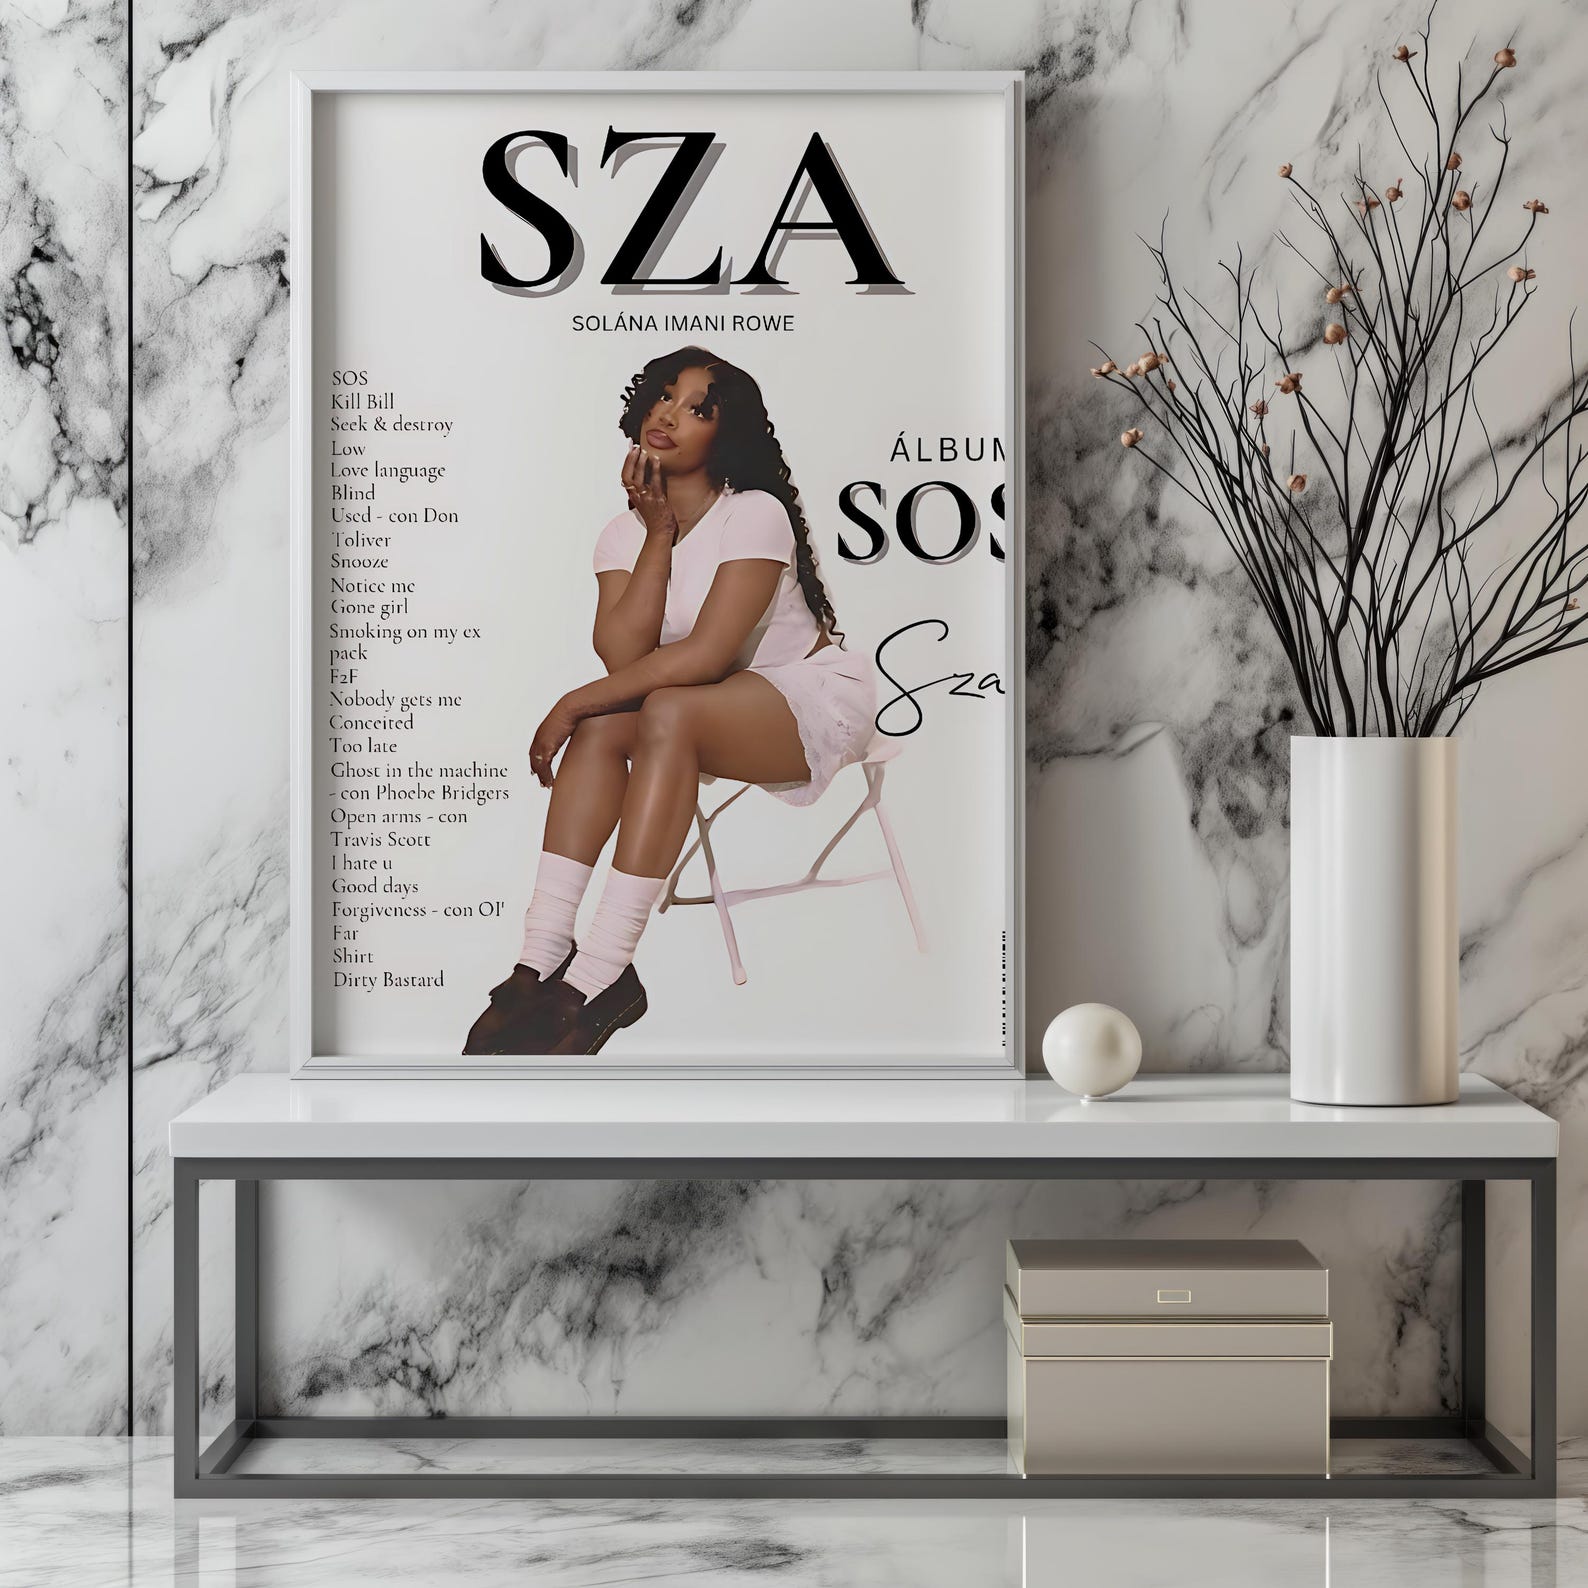 SZA
SOLÁNA IMANI ROWE
SOS
Kill Bill
Seek & destroy
Low
Love language
Blind
Used - con Don
Toliver
Snooze
Notice me
Gone girl
Smoking on my ex
pack
F2F
Nobody gets me
Conceited
Too late
Ghost in the machine
- con Phoebe Bridgers
Open arms - con
Travis Scott
I hate u
Good days
Forgiveness - con Ol'
Far
Shirt
Dirty Bastard
ÁLBUM
SOS
Sza